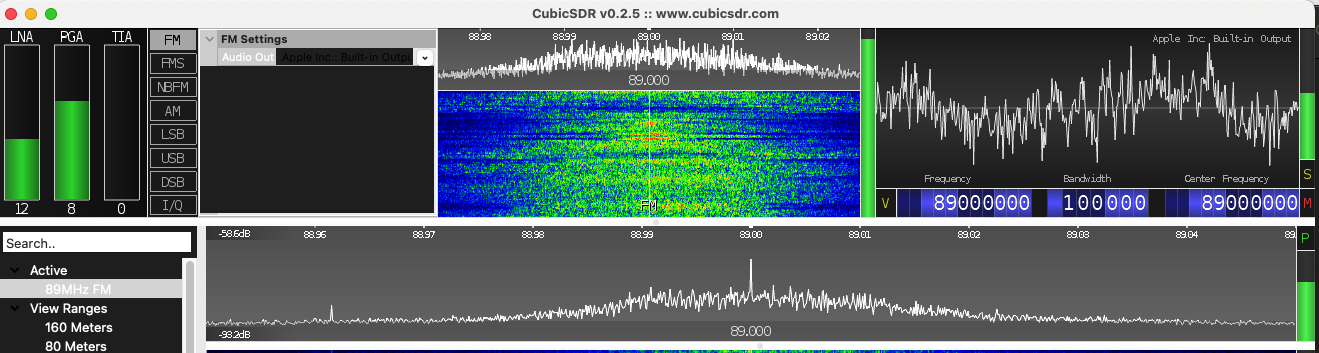 CubicSDR v0.2.5 :: www.cubicsdr.com
LNA PGA TIA
12 8 0
FM
FMS
NBFM
AM
LSB
USB
DSB
I/Q
FM Settings
Audio Out Apple Inc.: Built-in Outpu
88.98 88.99 89.00 89.01 89.02
89.000
FM
Apple Inc: Built-in Output
Frequency Bandwidth Center Frequency
V 89000000 100000 89000000
S
M
P
Search..
Active
89MHz FM
View Ranges
160 Meters
80 Meters
-58.6dB 88.96 88.97 88.98 88.99 89.00 89.01 89.02 89.03 89.04 89.
89.000
-93.2dB